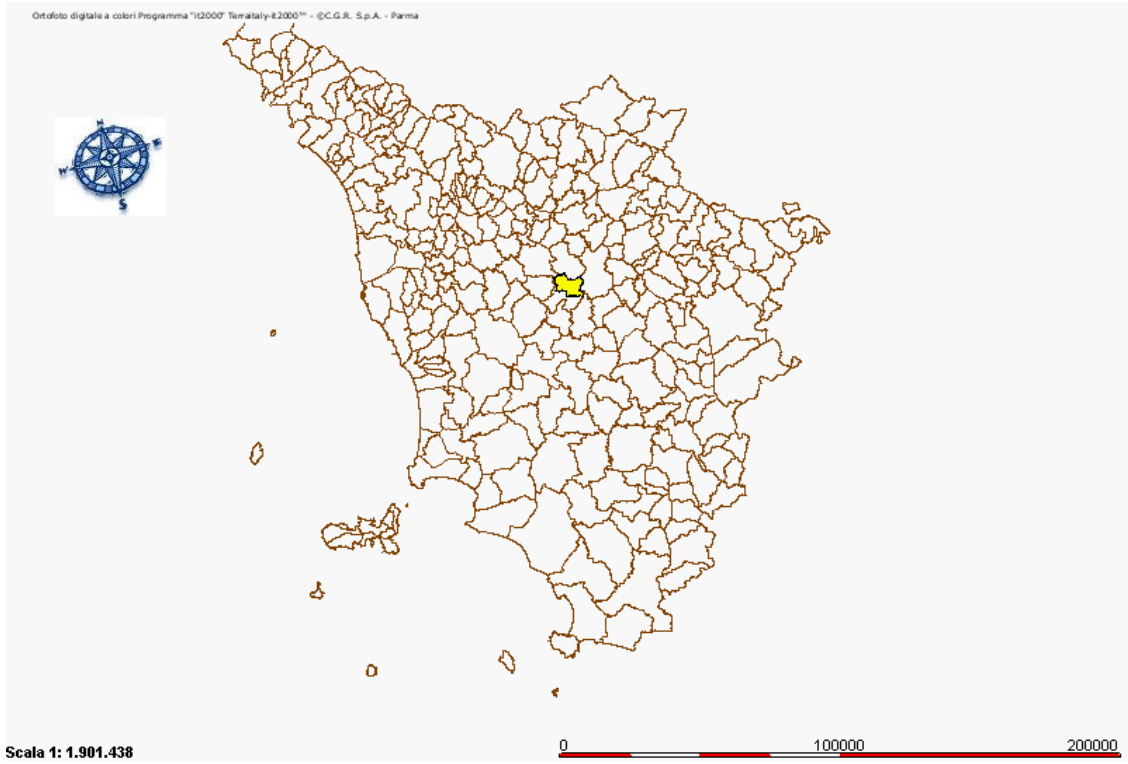 Ortofoto digitale a colori Programma "it2000" Terraitaly-it2000™ - ©C.G.R. S.p.A. - Parma
N
E
W
S
0 100000 200000
Scala 1: 1.901.438